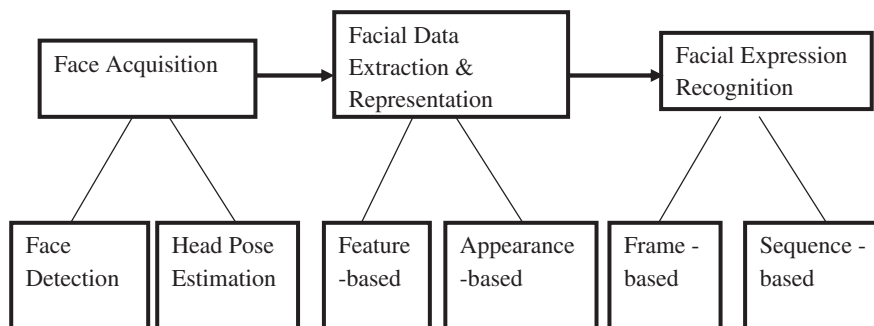 Face Acquisition
Facial Data
Extraction &
Representation
Facial Expression
Recognition
Face
Detection
Head Pose
Estimation
Feature
-based
Appearance
-based
Frame -
based
Sequence -
based